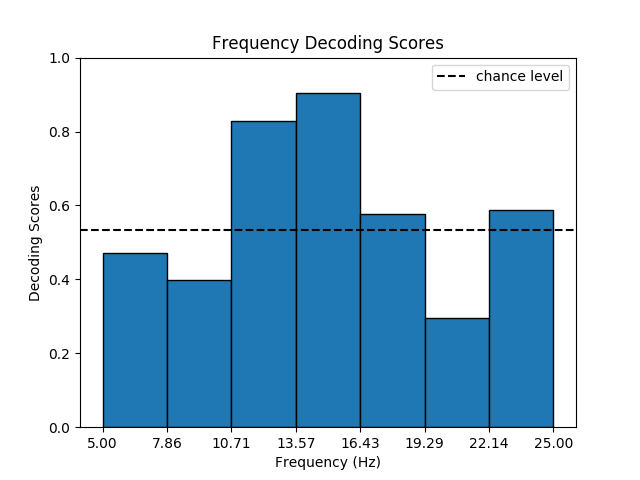 Frequency Decoding Scores
chance level
1.0
0.8
0.6
0.4
0.2
0.0
Decoding Scores
5.00 7.86 10.71 13.57 16.43 19.29 22.14 25.00
Frequency (Hz)